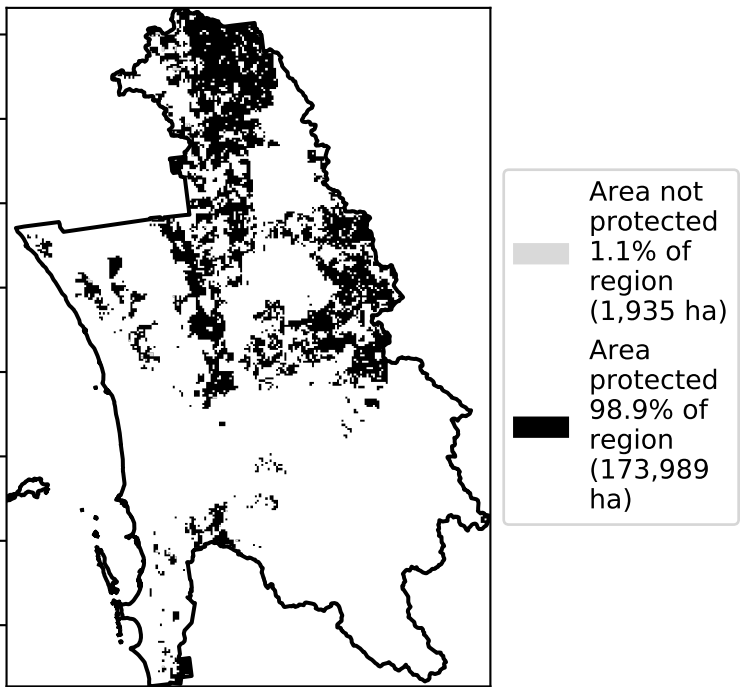 Area not
protected
1.1% of
region
(1,935 ha)
Area
protected
98.9% of
region
(173,989
ha)